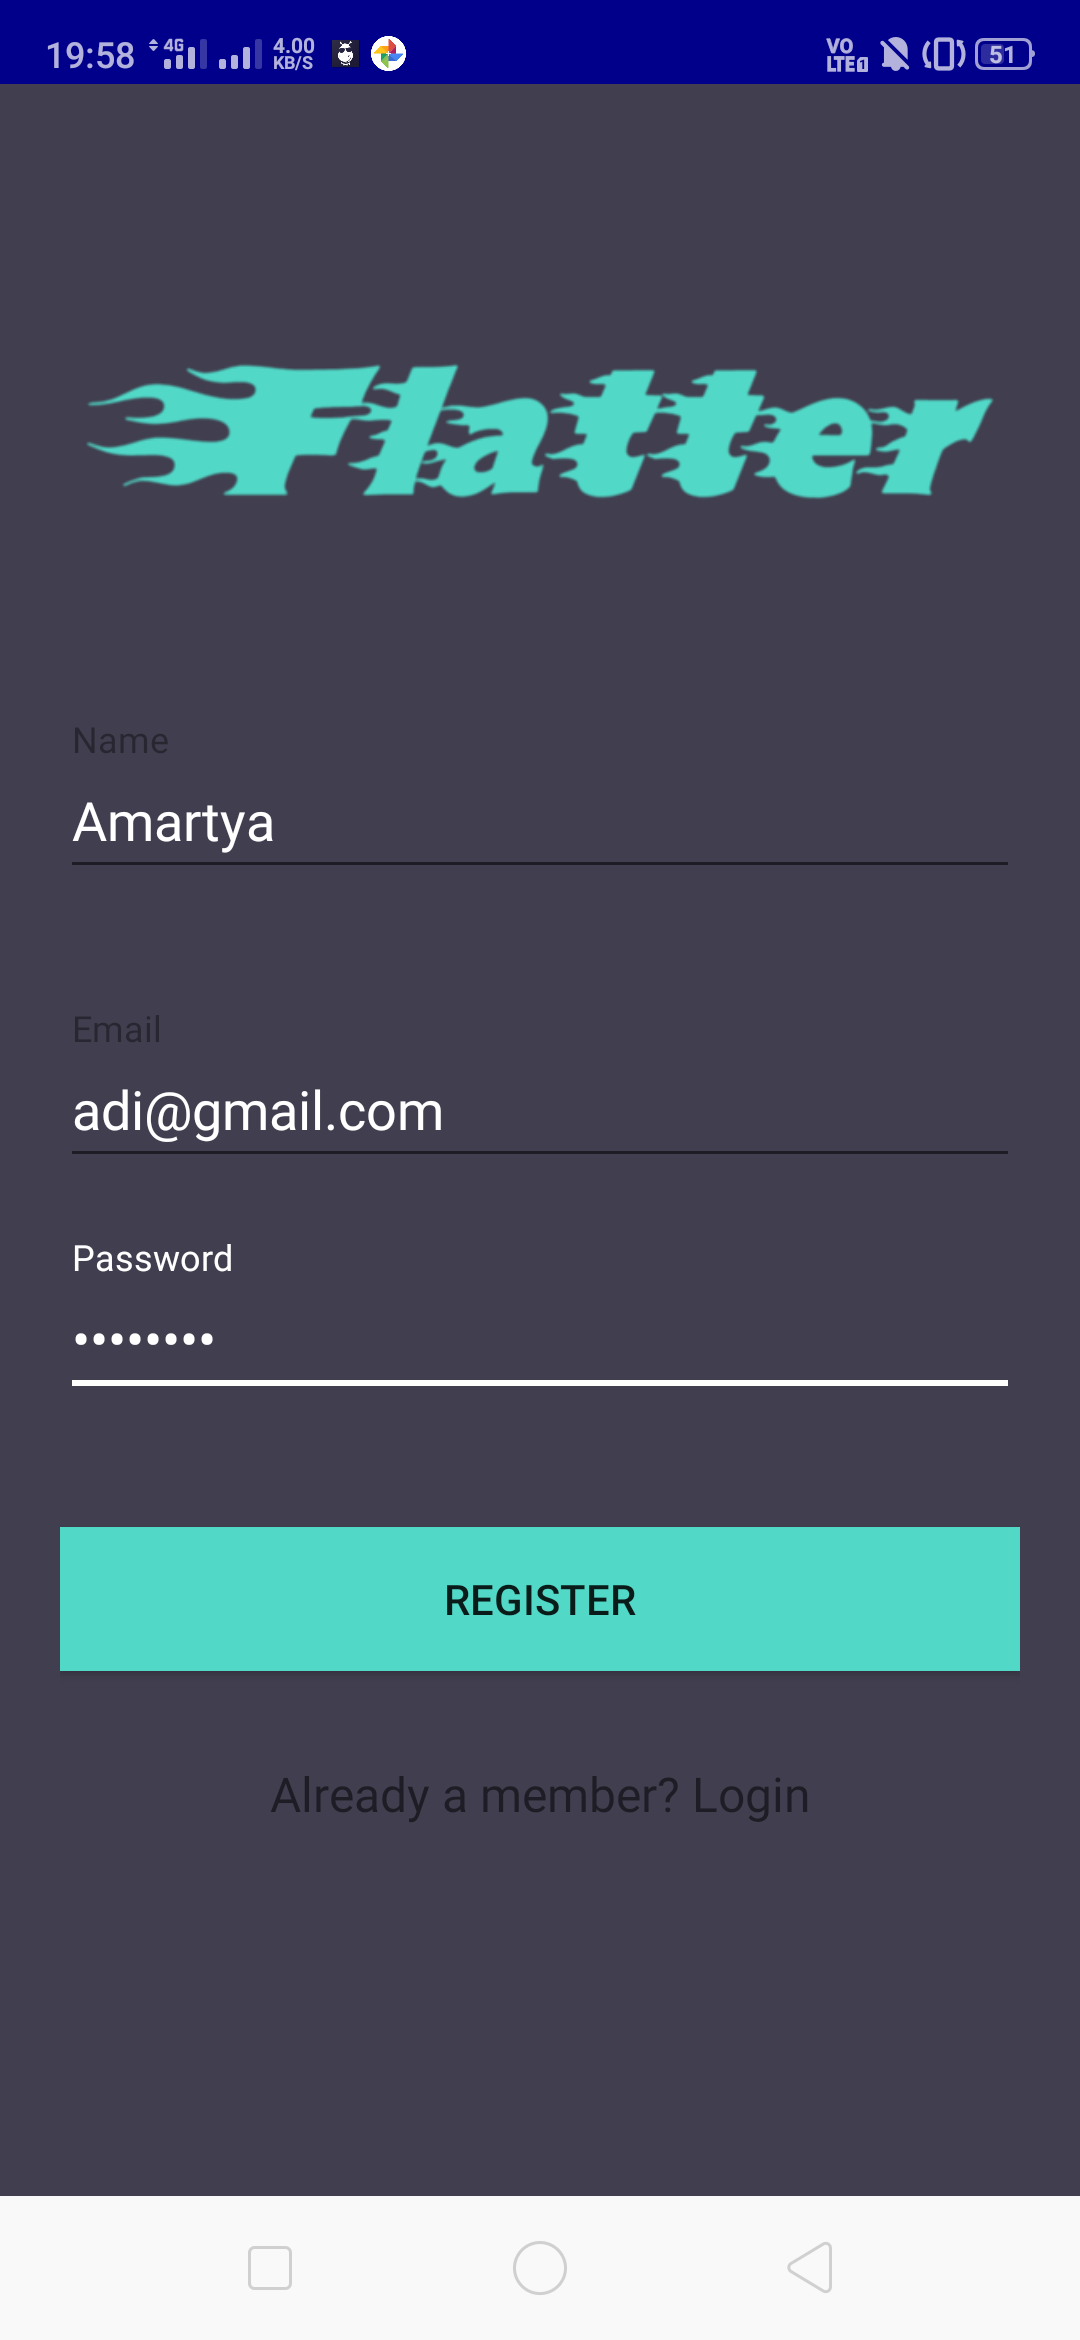 19:58 4G 4.00 KB/S VO LTE 1 51
Flatter
Name
Amartya
Email
adi@gmail.com
Password
••••••••
REGISTER
Already a member? Login